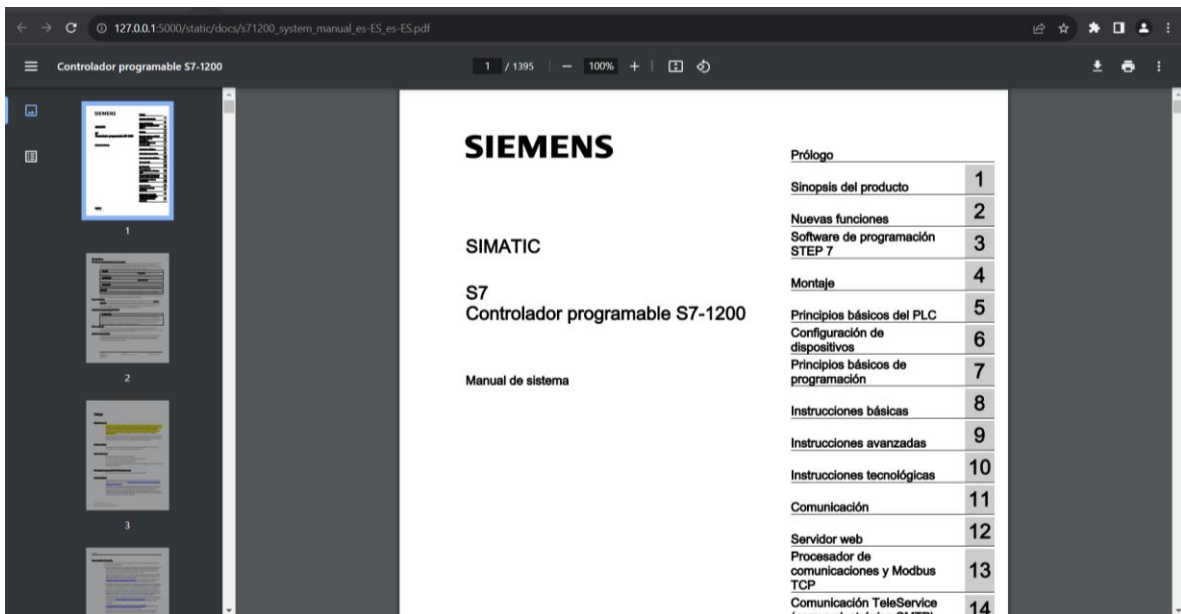 127.0.0.1:5000/static/docs/s71200_system_manual_es-ES_es-ES.pdf
Controlador programable S7-1200
1 / 1395
100%
1
2
3
SIEMENS
SIMATIC
S7
Controlador programable S7-1200
Manual de sistema
Prólogo
Sinopsis del producto 1
Nuevas funciones 2
Software de programación
STEP 7 3
Montaje 4
Principios básicos del PLC 5
Configuración de
dispositivos 6
Principios básicos de
programación 7
Instrucciones básicas 8
Instrucciones avanzadas 9
Instrucciones tecnológicas 10
Comunicación 11
Servidor web 12
Procesador de
comunicaciones y Modbus
TCP 13
Comunicación TeleService 14